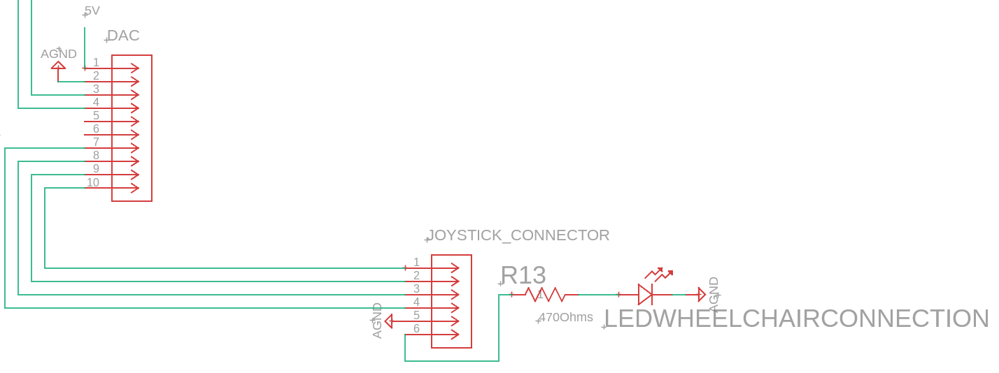 5V
DAC
AGND
1
2
3
4
5
6
7
8
9
10
JOYSTICK_CONNECTOR
1
2
3
4
5
6
AGND
R13
1
470Ohms
AGND
LEDWHEELCHAIRCONNECTION